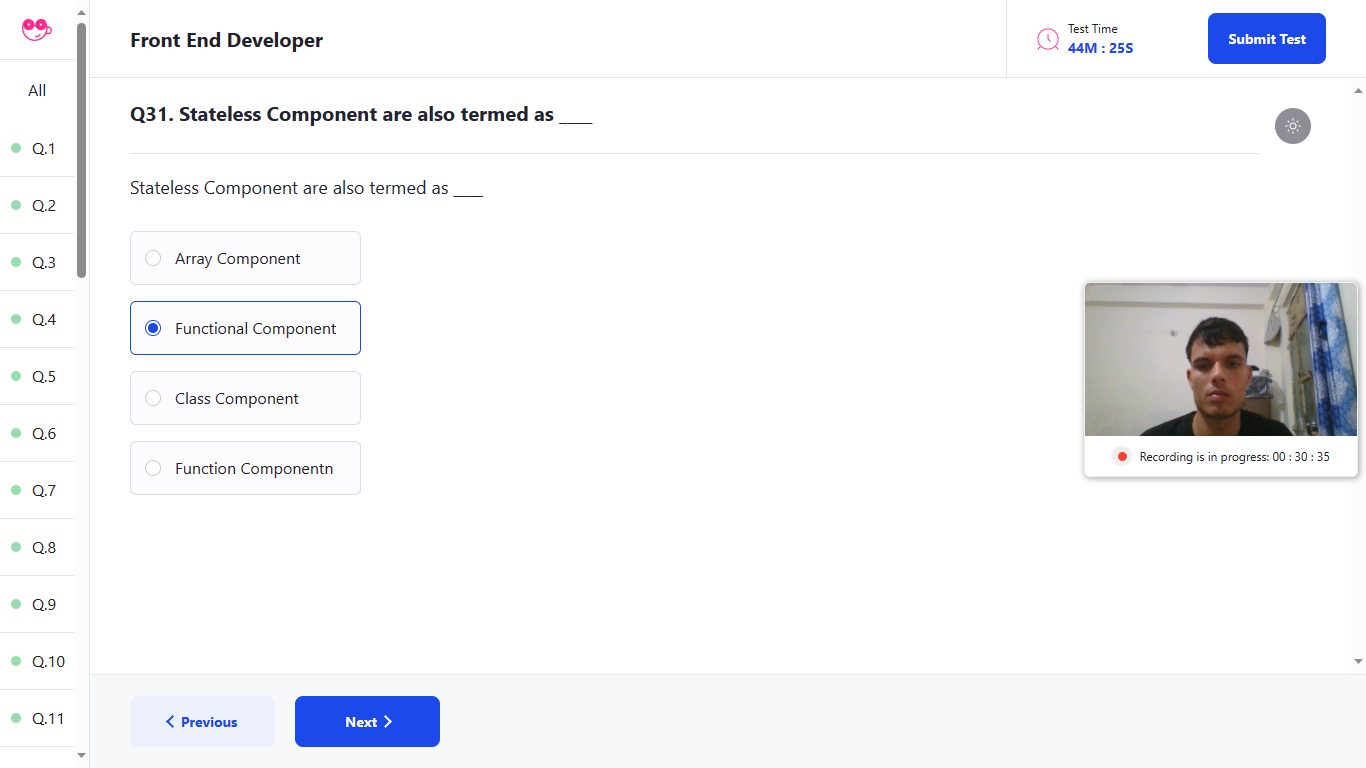 Front End Developer
Test Time
44M : 25S
Submit Test
All
Q.1
Q.2
Q.3
Q.4
Q.5
Q.6
Q.7
Q.8
Q.9
Q.10
Q.11
Q31. Stateless Component are also termed as ____
Stateless Component are also termed as ____
Array Component
Functional Component
Class Component
Function Componentn
Recording is in progress: 00 : 30 : 35
Previous
Next